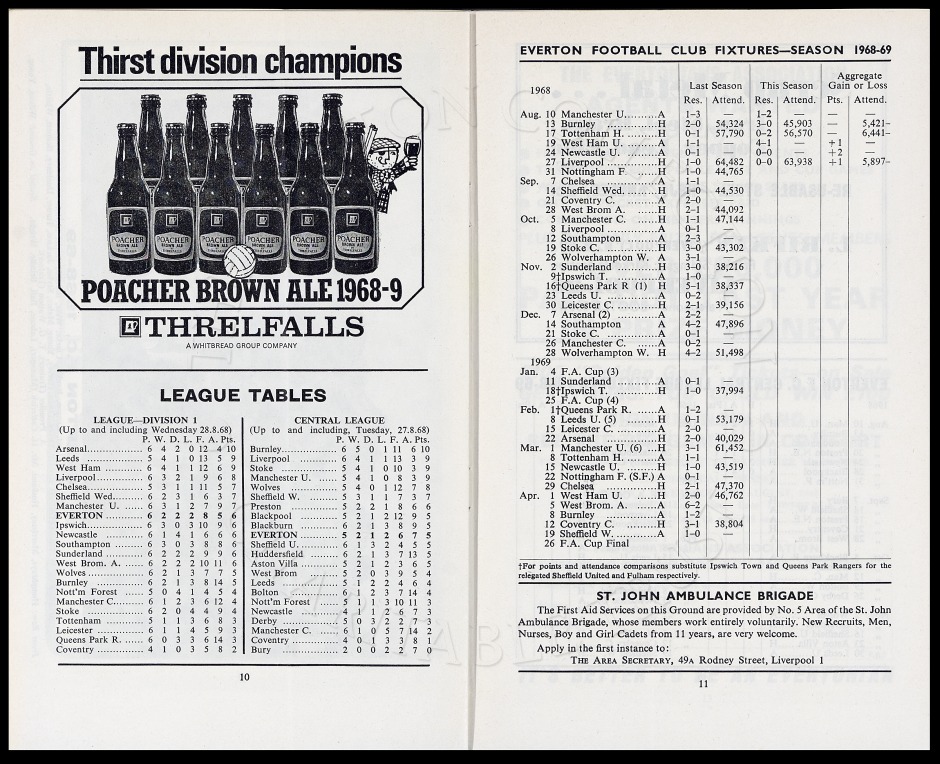 Thirst division champions
POACHER BROWN ALE 1968-9
THRELFALLS
A WHITBREAD GROUP COMPANY
LEAGUE TABLES
LEAGUE—DIVISION 1
(Up to and including Wednesday 28.8.68)
P. W. D. L. F. A. Pts.
Arsenal 6 4 2 0 12 4 10
Leeds 5 4 1 0 13 5 9
West Ham 6 4 1 1 12 6 9
Liverpool 6 3 2 1 9 6 8
Chelsea 5 3 1 1 11 5 7
Sheffield Wed. 6 2 3 1 6 3 7
Manchester U. 6 3 1 2 7 9 7
EVERTON 6 2 2 2 8 5 6
Ipswich 6 3 0 3 10 9 6
Newcastle 6 1 4 1 6 6 6
Southampton 6 3 0 3 8 8 6
Sunderland 6 2 2 2 9 9 6
West Brom. A. 6 2 2 2 10 11 6
Wolves 6 2 1 3 7 7 5
Burnley 6 2 1 3 8 14 5
Nott'm Forest 5 0 4 1 4 5 4
Manchester C. 6 1 2 3 6 12 4
Stoke 6 2 0 4 4 9 4
Tottenham 5 1 1 3 6 8 3
Leicester 6 1 1 4 5 9 3
Queens Park R. 6 0 3 3 6 14 3
Coventry 4 1 0 3 5 8 2
CENTRAL LEAGUE
(Up to and including, Tuesday, 27.8.68)
P. W. D. L. F. A. Pts.
Burnley 6 5 0 1 11 6 10
Liverpool 6 4 1 1 13 3 9
Stoke 5 4 1 0 10 3 9
Manchester U. 5 4 1 0 8 3 9
Wolves 5 4 0 1 12 7 8
Sheffield W. 5 3 1 1 7 3 7
Preston 5 2 2 1 8 6 6
Blackpool 5 2 1 2 12 9 5
Blackburn 6 2 1 3 8 9 5
EVERTON 5 2 1 2 6 7 5
Sheffield U. 6 1 3 2 4 5 5
Huddersfield 6 2 1 3 7 13 5
Aston Villa 5 2 1 2 3 6 5
West Brom 5 2 0 3 9 5 4
Leeds 5 1 2 2 4 6 4
Bolton 6 1 2 3 7 14 4
Nott'm Forest 5 1 1 3 10 11 3
Newcastle 4 1 1 2 6 7 3
Derby 5 0 3 2 2 7 3
Manchester C. 6 1 0 5 7 14 2
Coventry 4 0 1 3 3 8 1
Bury 2 0 0 2 2 7 0
10
EVERTON FOOTBALL CLUB FIXTURES—SEASON 1968-69
Last Season This Season Aggregate Gain or Loss
1968 Res. Attend. Res. Attend. Pts. Attend.
Aug. 10 Manchester U. A 1–3 — 1–2 — — —
13 Burnley H 2–0 54,324 3–0 45,903 — 5,421–
17 Tottenham H. H 0–1 57,790 0–2 56,570 — 6,441–
19 West Ham U. A 1–1 — 4–1 — +1 —
24 Newcastle U. A 0–1 — 0–0 — +2 —
27 Liverpool H 1–0 64,482 0–0 63,938 +1 5,897–
31 Nottingham F. H 1–0 44,765
Sep. 7 Chelsea A 1–1 —
14 Sheffield Wed. H 1–0 44,530
21 Coventry C. A 2–0 —
28 West Brom A. H 2–1 44,092
Oct. 5 Manchester C. H 1–1 47,144
8 Liverpool A 0–1 —
12 Southampton A 2–3 —
19 Stoke C. H 3–0 43,302
26 Wolverhampton W. A 3–1 —
Nov. 2 Sunderland H 3–0 38,216
9†Ipswich T. A 1–0 —
16†Queens Park R (1) H 5–1 38,337
23 Leeds U. A 0–2 —
30 Leicester C. H 2–1 39,156
Dec. 7 Arsenal (2) A 2–2 —
14 Southampton A 4–2 47,896
21 Stoke C. A 0–1 —
26 Manchester C. A 0–2 —
28 Wolverhampton W. H 4–2 51,498
1969
Jan. 4 F.A. Cup (3)
11 Sunderland A 0–1 —
18†Ipswich T. H 1–0 37,994
25 F.A. Cup (4)
Feb. 1†Queens Park R. A 1–2 —
8 Leeds U. (5) H 0–1 53,179
15 Leicester C. A 2–0 —
22 Arsenal H 2–0 40,029
Mar. 1 Manchester U. (6) H 3–1 61,452
8 Tottenham H. A 1–1 —
15 Newcastle U. H 1–0 43,519
22 Nottingham F. (S.F.) A 0–1 —
29 Chelsea H 2–1 47,370
Apr. 1 West Ham U. H 2–0 46,762
5 West Brom. A. A 6–2 —
8 Burnley A 1–2 —
12 Coventry C. H 3–1 38,804
19 Sheffield W. A 1–0 —
26 F.A. Cup Final
†For points and attendance comparisons substitute Ipswich Town and Queens Park Rangers for the
relegated Sheffield United and Fulham respectively.
ST. JOHN AMBULANCE BRIGADE
The First Aid Services on this Ground are provided by No. 5 Area of the St. John
Ambulance Brigade, whose members work entirely voluntarily. New Recruits, Men,
Nurses, Boy and Girl Cadets from 11 years, are very welcome.
Apply in the first instance to:
THE AREA SECRETARY, 49A Rodney Street, Liverpool 1
11